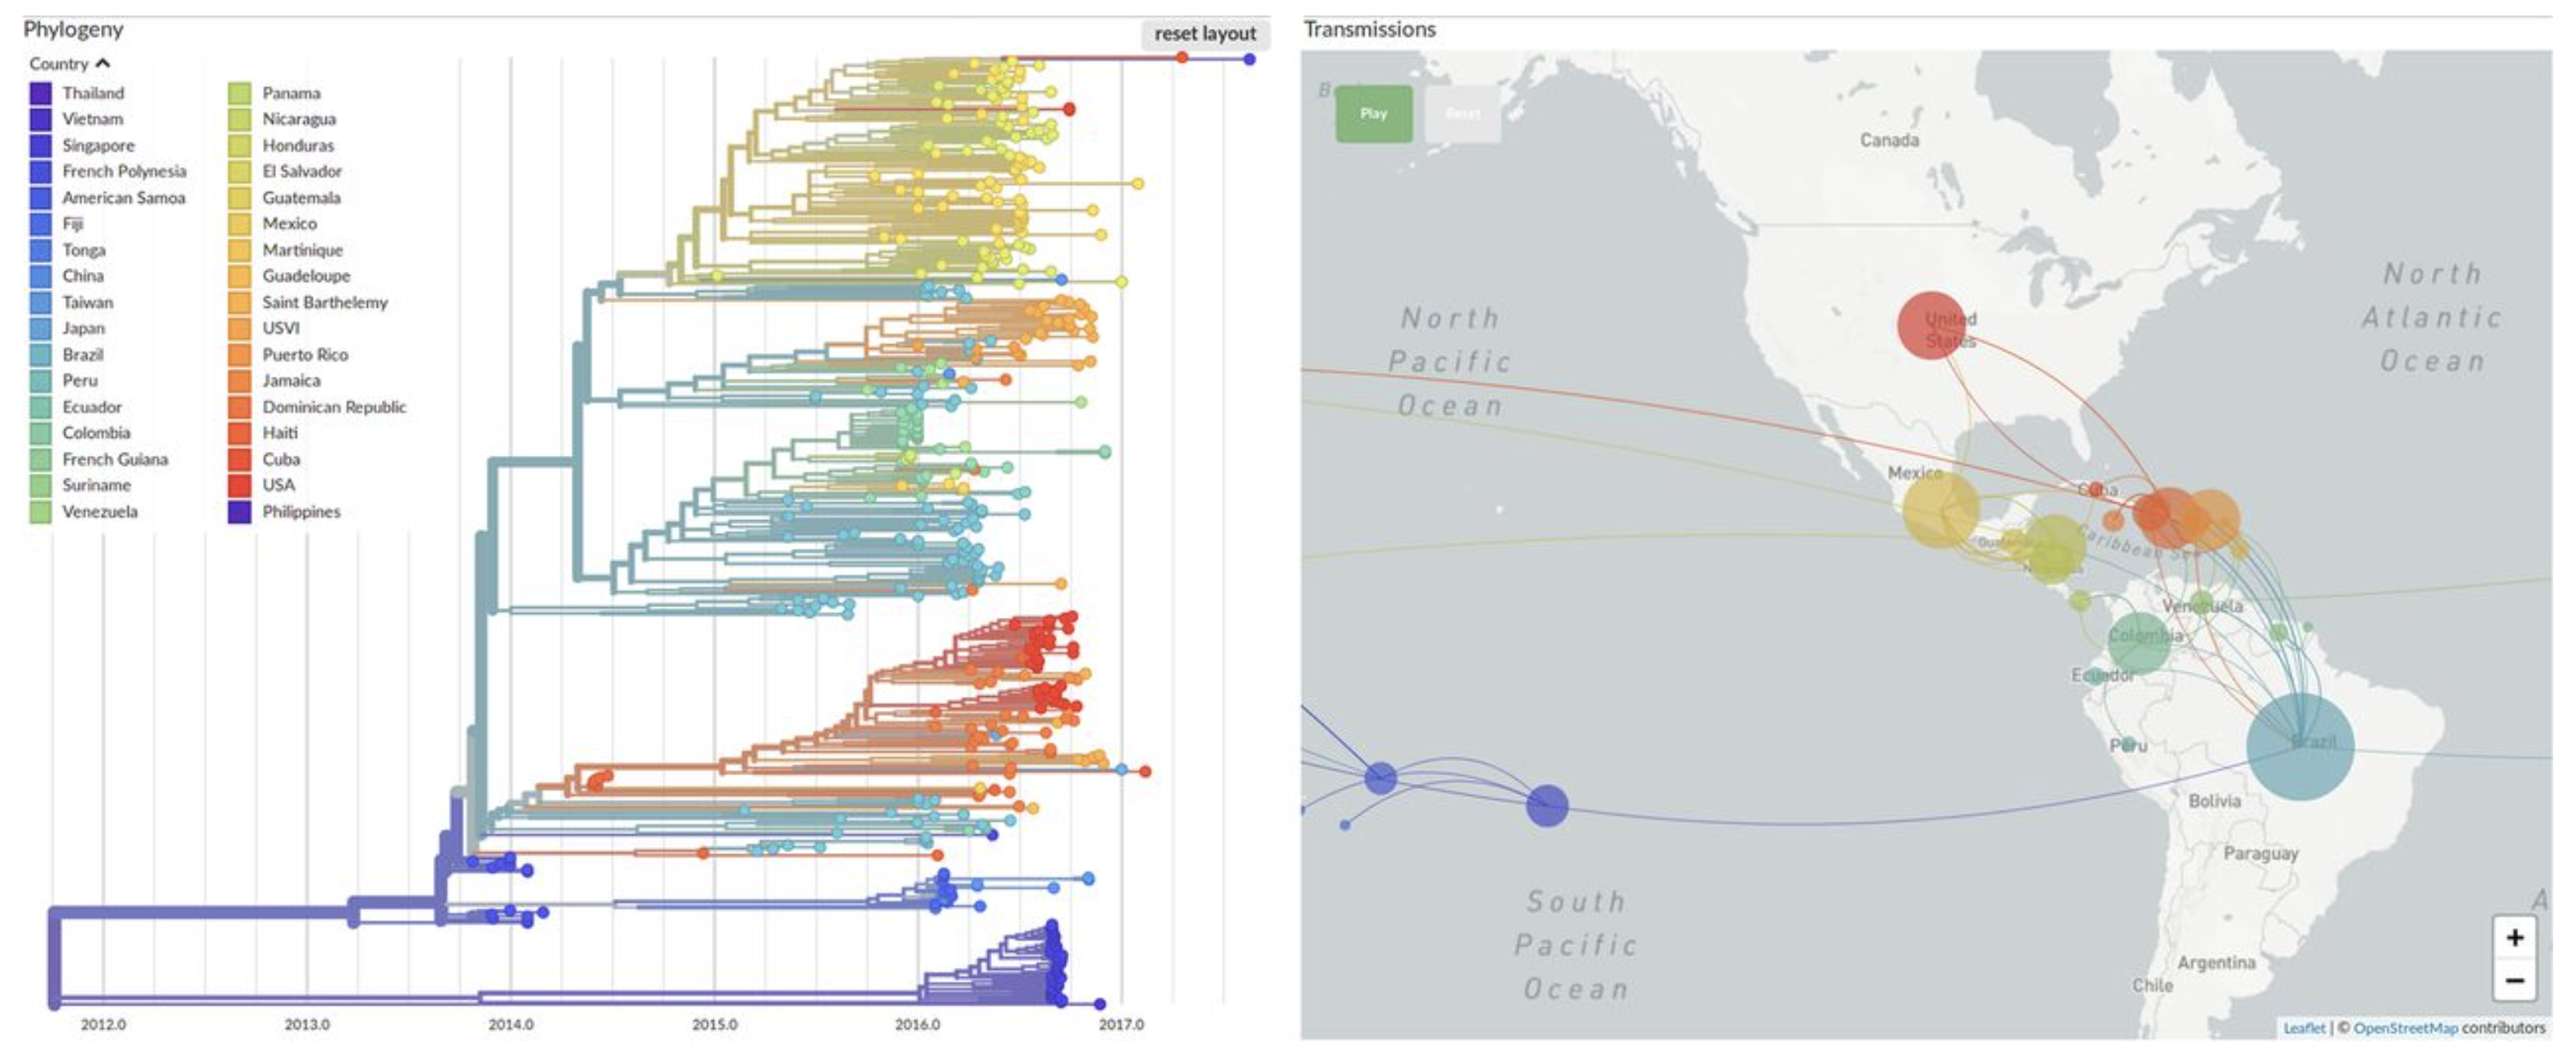 Phylogeny
reset layout
Country
Thailand
Vietnam
Singapore
French Polynesia
American Samoa
Fiji
Tonga
China
Taiwan
Japan
Brazil
Peru
Ecuador
Colombia
French Guiana
Suriname
Venezuela
Panama
Nicaragua
Honduras
El Salvador
Guatemala
Mexico
Martinique
Guadeloupe
Saint Barthelemy
USVI
Puerto Rico
Jamaica
Dominican Republic
Haiti
Cuba
USA
Philippines
2012.0 2013.0 2014.0 2015.0 2016.0 2017.0
Transmissions
Play
Reset
Canada
North
Pacific
Ocean
North
Atlantic
Ocean
United
States
Mexico
Cuba
Caribbean Sea
Venezuela
Colombia
Ecuador
Peru
Brazil
Bolivia
Paraguay
South
Pacific
Ocean
Argentina
Chile
A
+
−
Leaflet | © OpenStreetMap contributors